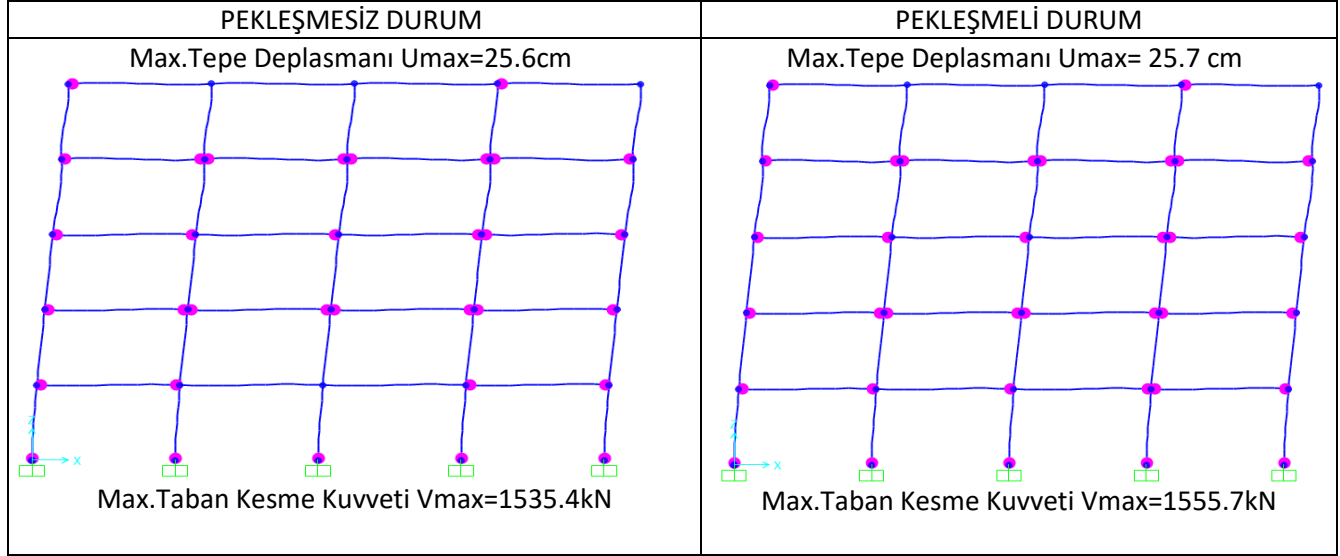 PEKLEŞMESİZ DURUM
PEKLEŞMELİ DURUM
Max.Tepe Deplasmanı Umax=25.6cm
Max.Tepe Deplasmanı Umax= 25.7 cm
Z
X
Z
X
Max.Taban Kesme Kuvveti Vmax=1535.4kN
Max.Taban Kesme Kuvveti Vmax=1555.7kN